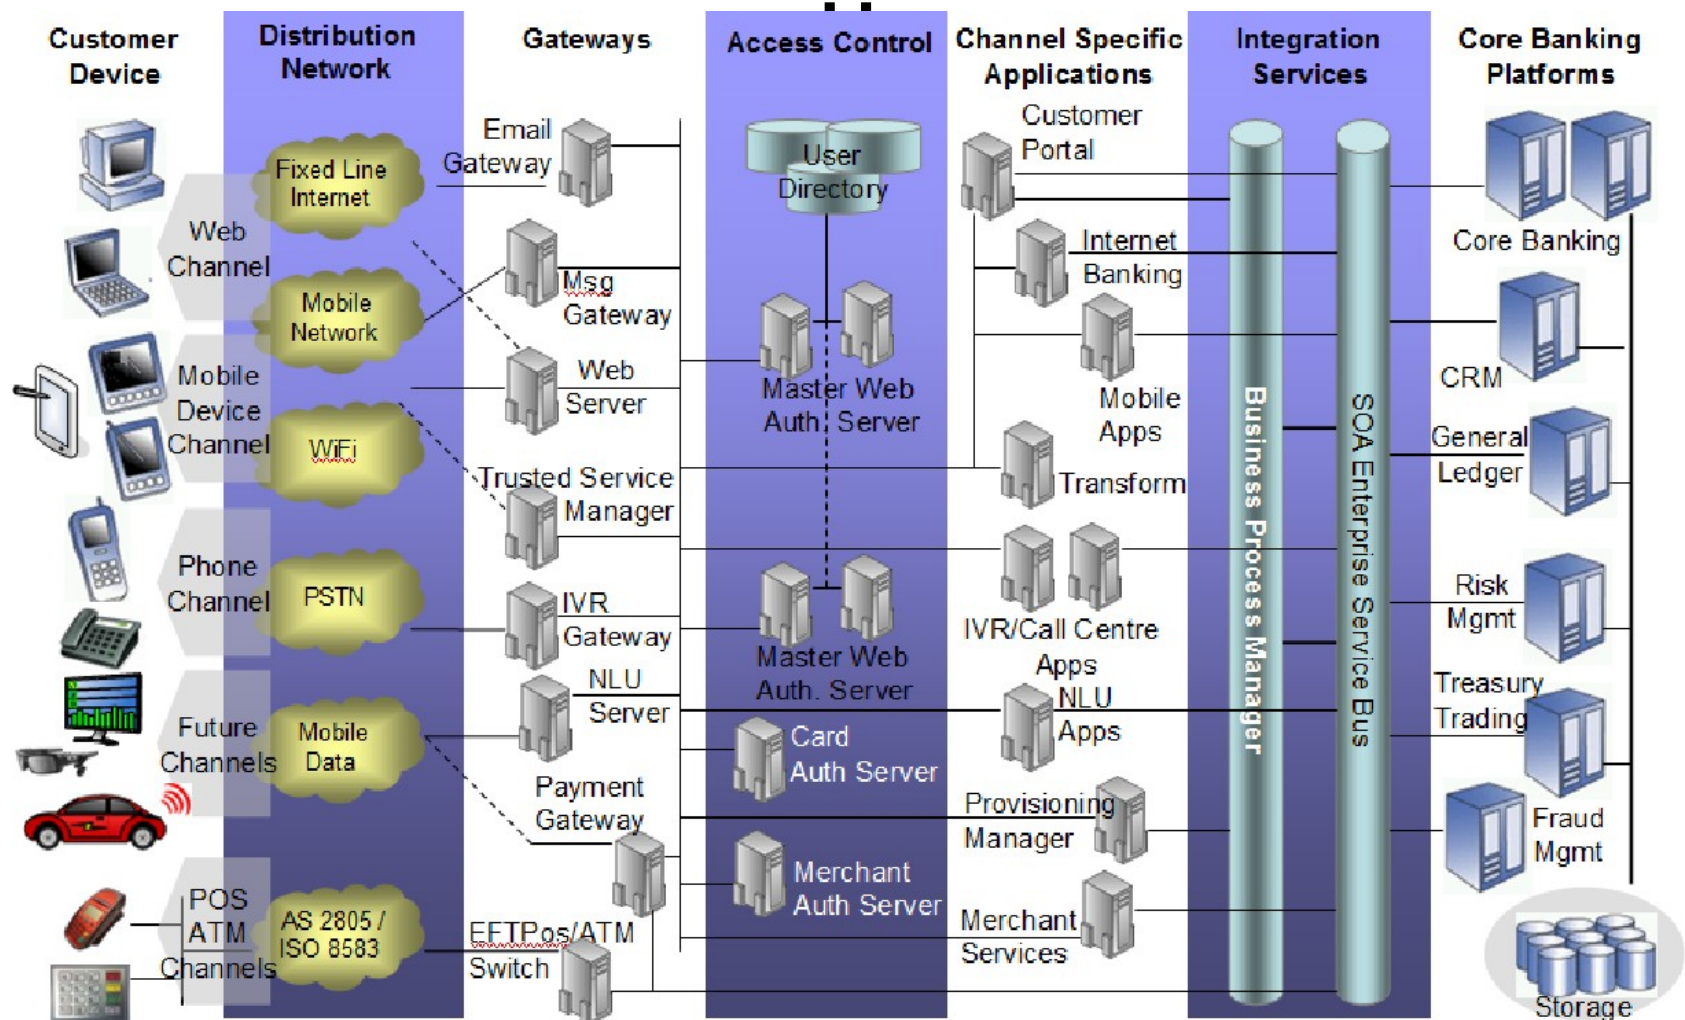 Customer
Device
Distribution
Network
Gateways
Access Control
Channel Specific
Applications
Integration
Services
Core Banking
Platforms
Web
Channel
Mobile
Device
Channel
Phone
Channel
Future
Channels
POS
ATM
Channels
Fixed Line
Internet
Mobile
Network
WiFi
PSTN
Mobile
Data
AS 2805 /
ISO 8583
Email
Gateway
Msg
Gateway
Web
Server
Trusted Service
Manager
IVR
Gateway
NLU
Server
Payment
Gateway
EFTPos/ATM
Switch
User
Directory
Master Web
Auth. Server
Master Web
Auth. Server
Card
Auth Server
Merchant
Auth Server
Customer
Portal
Internet
Banking
Mobile
Apps
Transform
IVR/Call Centre
Apps
NLU
Apps
Provisioning
Manager
Merchant
Services
Business Process Manager
SOA Enterprise Service Bus
Core Banking
CRM
General
Ledger
Risk
Mgmt
Treasury
Trading
Fraud
Mgmt
Storage